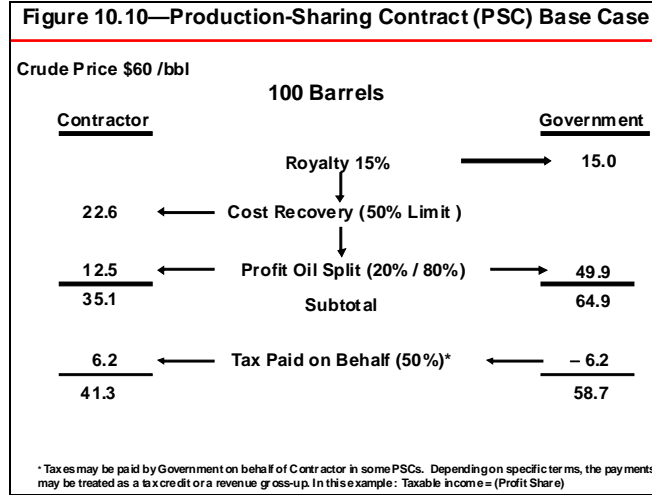 Figure 10.10—Production-Sharing Contract (PSC) Base Case
Crude Price $60 /bbl
100 Barrels
Contractor Government
Royalty 15% 15.0
22.6 Cost Recovery (50% Limit )
12.5 Profit Oil Split (20% / 80%) 49.9
35.1 Subtotal 64.9
6.2 Tax Paid on Behalf (50%)* – 6.2
41.3 58.7
* Taxes may be paid by Government on behalf of Contractor in some PSCs. Depending on specific terms, the payments
may be treated as a tax credit or a revenue gross-up. In this example: Taxable income = (Profit Share)